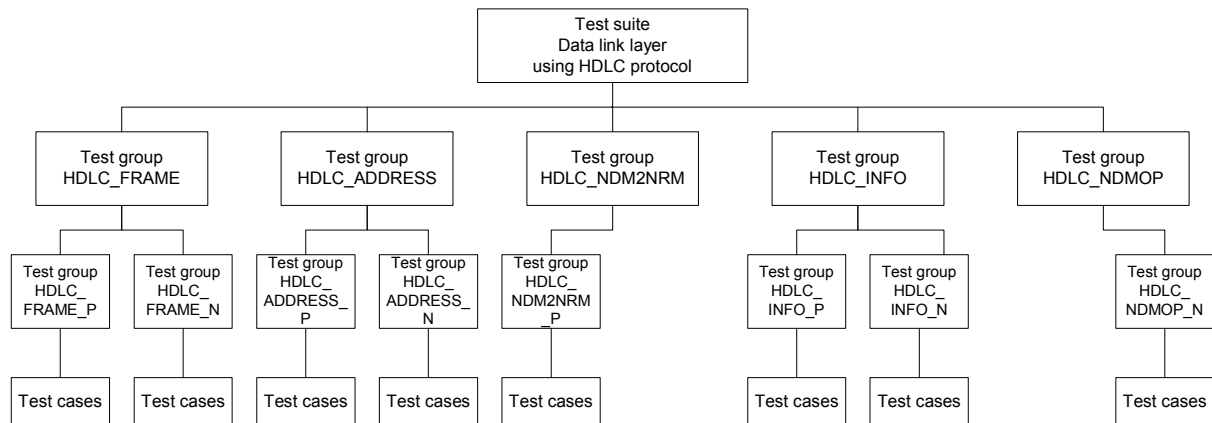 Test suite
Data link layer
using HDLC protocol
Test group
HDLC_FRAME
Test group
HDLC_ADDRESS
Test group
HDLC_NDM2NRM
Test group
HDLC_INFO
Test group
HDLC_NDMOP
Test group
HDLC_
FRAME_P
Test group
HDLC_
FRAME_N
Test group
HDLC_
ADDRESS_
P
Test group
HDLC_
ADDRESS_
N
Test group
HDLC_
NDM2NRM
_P
Test group
HDLC_
INFO_P
Test group
HDLC_
INFO_N
Test group
HDLC_
NDMOP_N
Test cases
Test cases
Test cases
Test cases
Test cases
Test cases
Test cases
Test cases